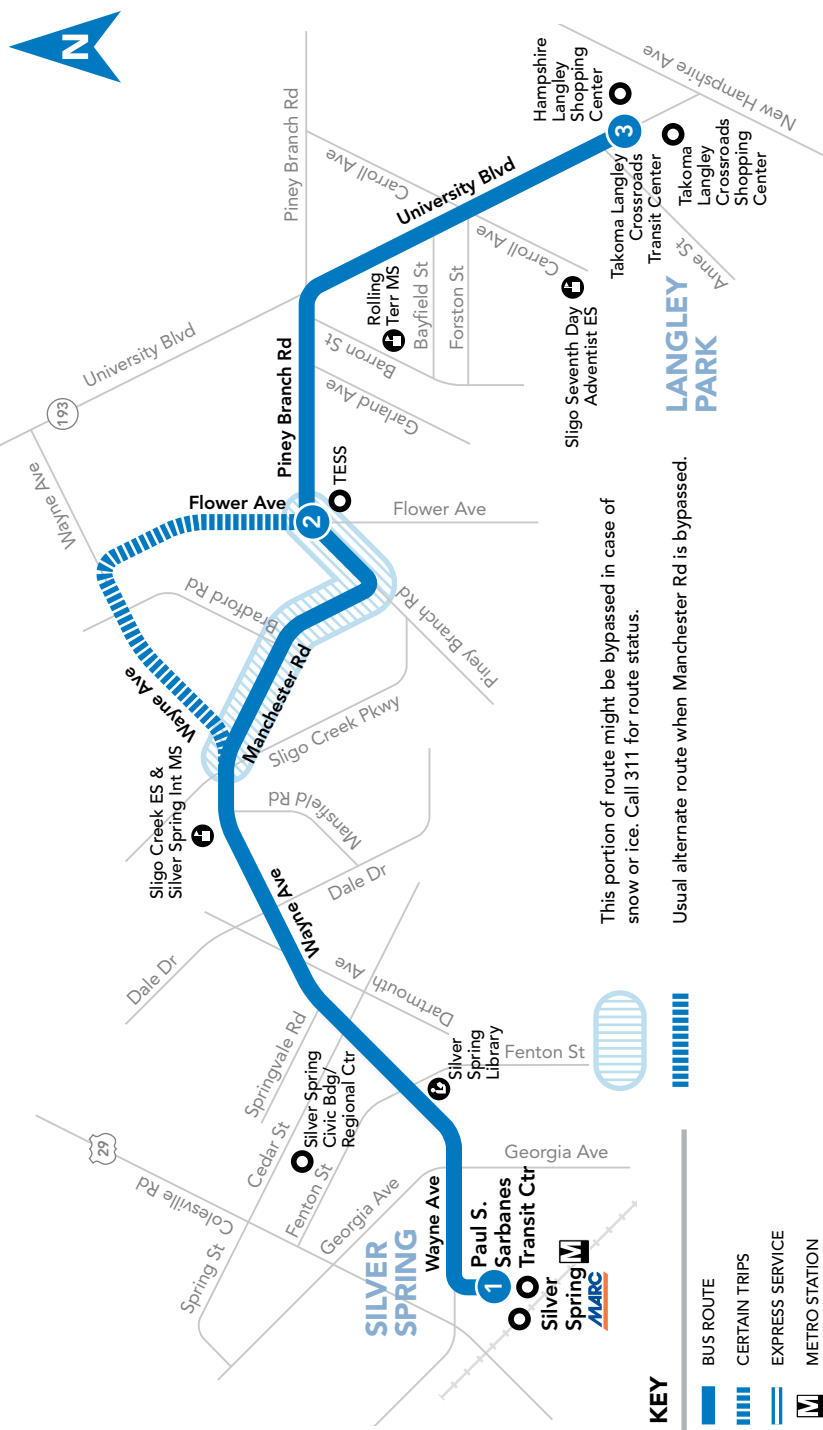 N
Piney Branch Rd
Hampshire
Langley
Shopping
Center
New Hampshire Ave
3
Takoma Langley
Crossroads
Transit Center
Takoma
Langley
Crossroads
Shopping
Center
Carroll Ave
University Blvd
Carroll Ave
Anne St
University Blvd
193
Rolling
Terr MS
Bayfield St
Forston St
Sligo Seventh Day
Adventist ES
LANGLEY
PARK
Barron St
Garland Ave
Piney Branch Rd
Wayne Ave
Flower Ave
2
TESS
Flower Ave
Bradford Rd
Piney Branch Rd
Wayne Ave
Manchester Rd
Sligo Creek Pkwy
Sligo Creek ES &
Silver Spring Int MS
Mansfield Rd
Dale Dr
Dale Dr
Wayne Ave
Dartmouth Ave
Springvale Rd
Cedar St
Silver Spring
Civic Bdg/
Regional Ctr
Silver
Spring
Library
Fenton St
Fenton St
29
Colesville Rd
Spring St
Georgia Ave
Georgia Ave
SILVER
SPRING
Wayne Ave
1
Paul S.
Sarbanes
Transit Ctr
Silver
Spring M
MARC
This portion of route might be bypassed in case of
snow or ice. Call 311 for route status.
Usual alternate route when Manchester Rd is bypassed.
KEY
BUS ROUTE
CERTAIN TRIPS
EXPRESS SERVICE
M METRO STATION